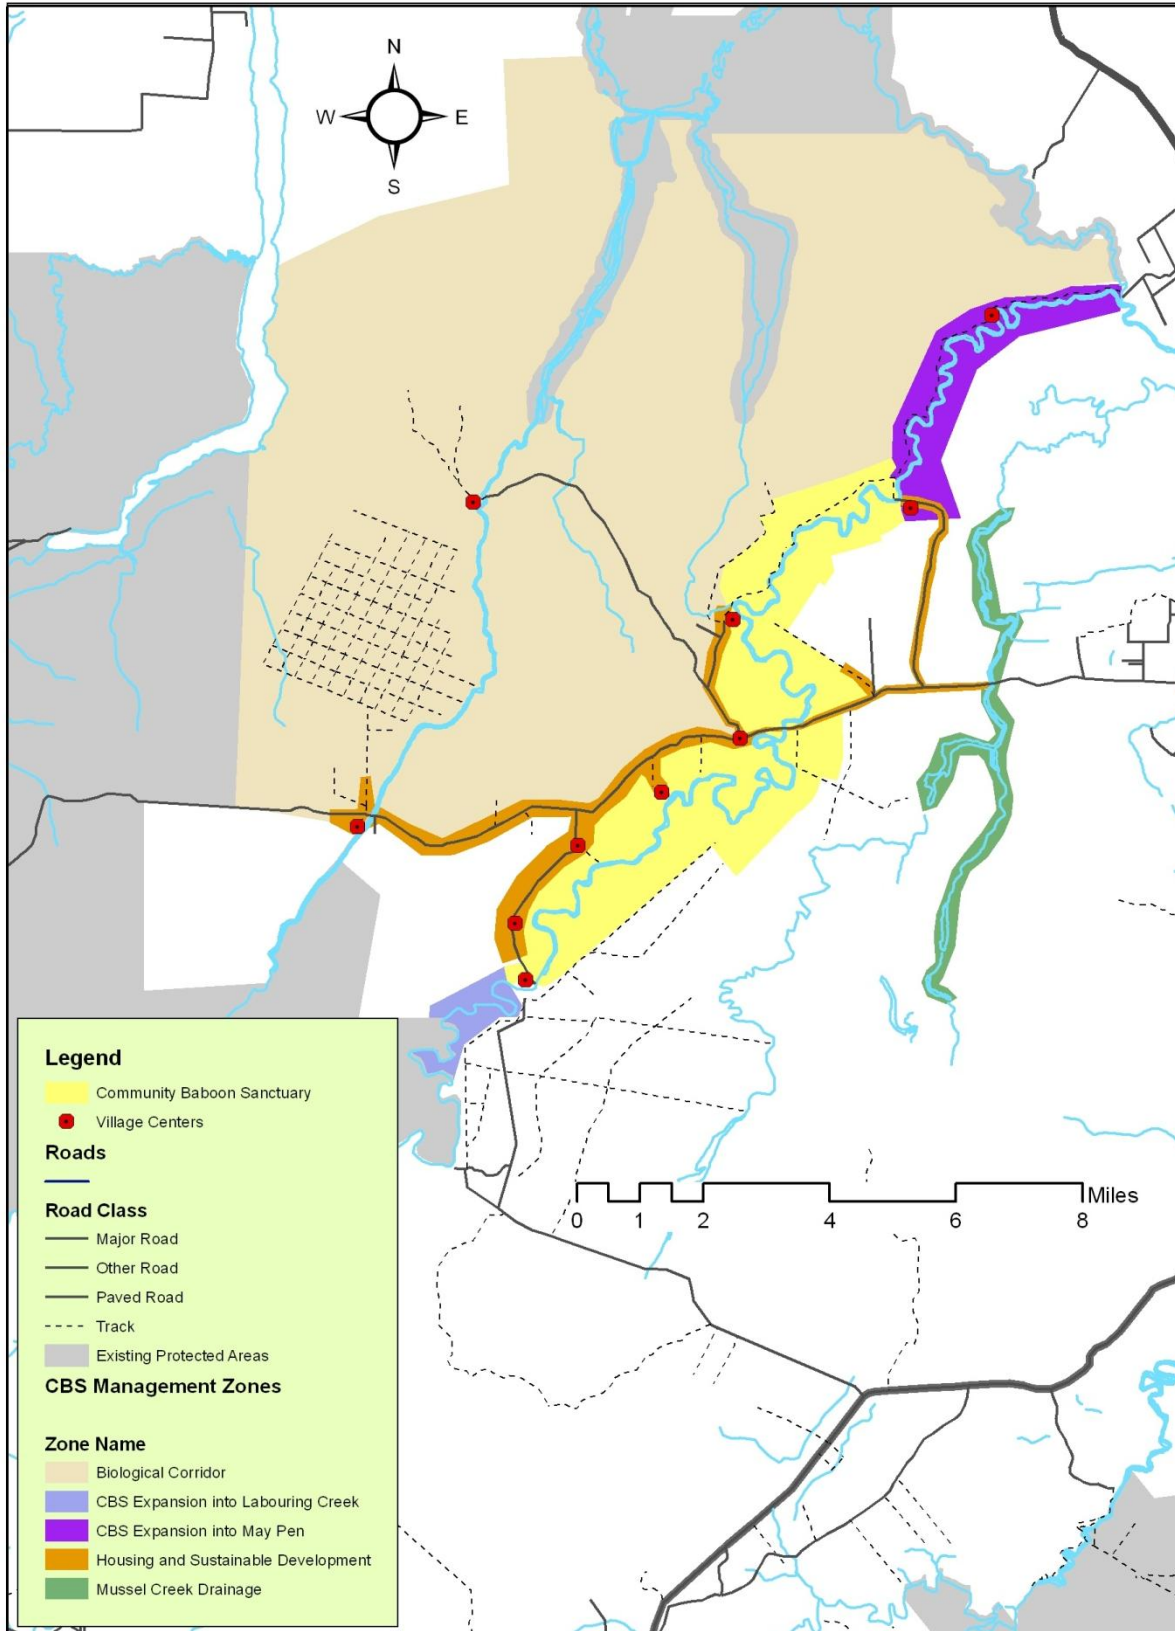 N
W E
S
Legend
Community Baboon Sanctuary
Village Centers
Roads
Road Class
Major Road
Other Road
Paved Road
Track
Existing Protected Areas
CBS Management Zones
Zone Name
Biological Corridor
CBS Expansion into Labouring Creek
CBS Expansion into May Pen
Housing and Sustainable Development
Mussel Creek Drainage
Miles
0 1 2 4 6 8